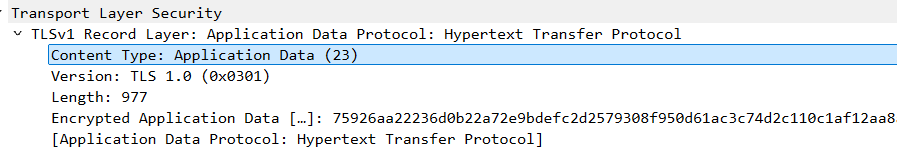 Transport Layer Security
TLSv1 Record Layer: Application Data Protocol: Hypertext Transfer Protocol
Content Type: Application Data (23)
Version: TLS 1.0 (0x0301)
Length: 977
Encrypted Application Data […]: 75926aa22236d0b22a72e9bdefc2d2579308f950d61ac3c74d2c110c1af12aa8
[Application Data Protocol: Hypertext Transfer Protocol]